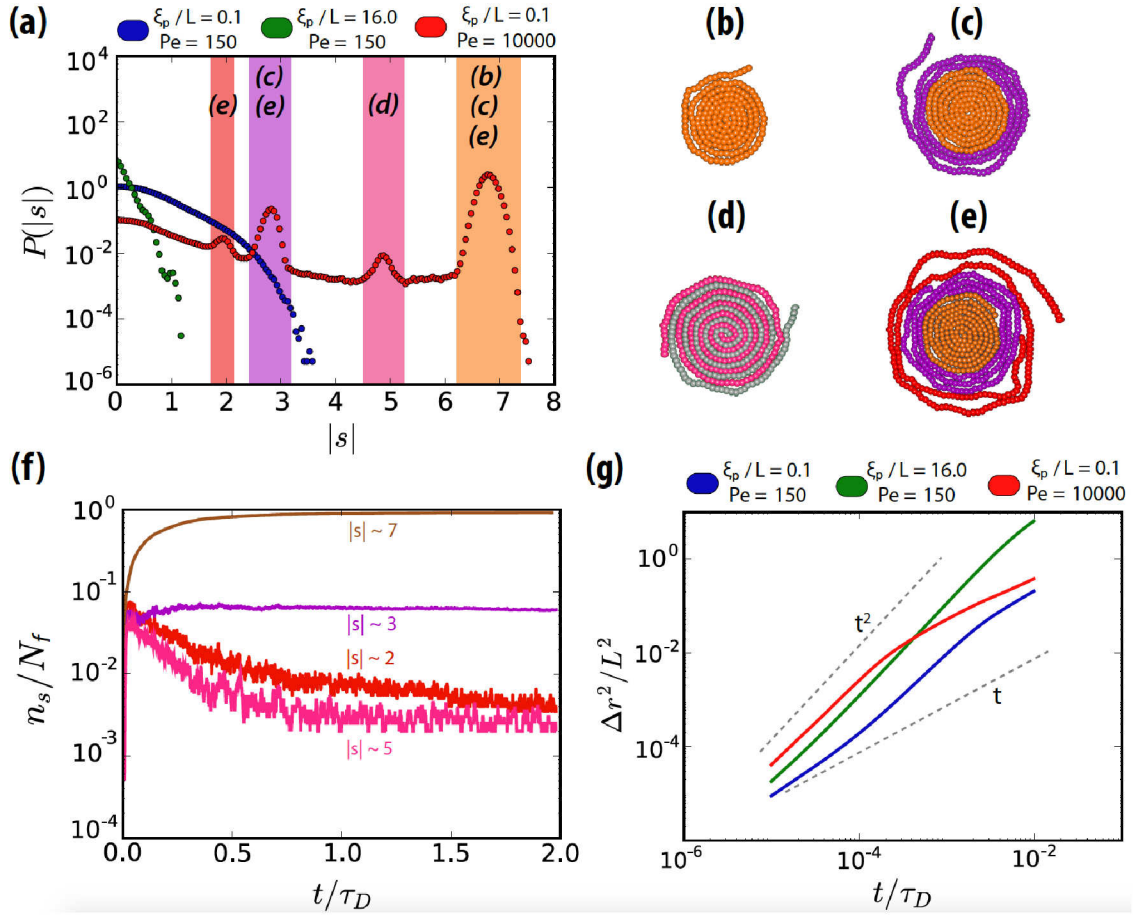 (a)
ξp / L = 0.1 ξp / L = 16.0 ξp / L = 0.1
Pe = 150 Pe = 150 Pe = 10000
10^4
10^2
10^0
10^-2
10^-4
10^-6
P(|s|)
(e)
(c)
(e)
(d)
(b)
(c)
(e)
0 1 2 3 4 5 6 7 8
|s|
(b)
(c)
(d)
(e)
(f)
10^0
10^-1
10^-2
10^-3
10^-4
n_s/N_f
|s| ~ 7
|s| ~ 3
|s| ~ 2
|s| ~ 5
0.0 0.5 1.0 1.5 2.0
t/τ_D
(g)
ξp / L = 0.1 ξp / L = 16.0 ξp / L = 0.1
Pe = 150 Pe = 150 Pe = 10000
10^0
10^-2
10^-4
Δr^2/L^2
t^2
t
10^-6 10^-4 10^-2
t/τ_D